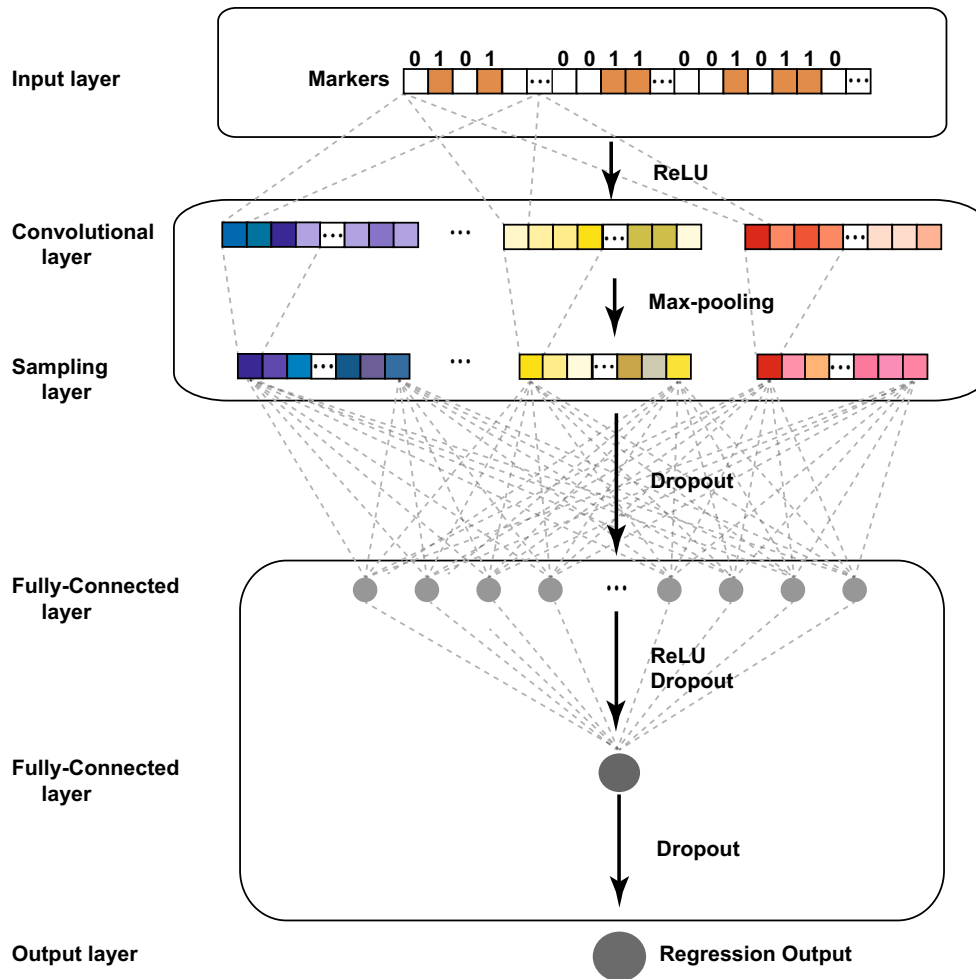 0 1 0 1 0 0 1 1 0 0 1 0 1 1 0
Input layer
Markers ... ... ...
ReLU
Convolutional
layer
... ... ... ...
Max-pooling
Sampling
layer
... ... ... ...
Dropout
Fully-Connected
layer
...
ReLU
Dropout
Fully-Connected
layer
Dropout
Output layer
Regression Output